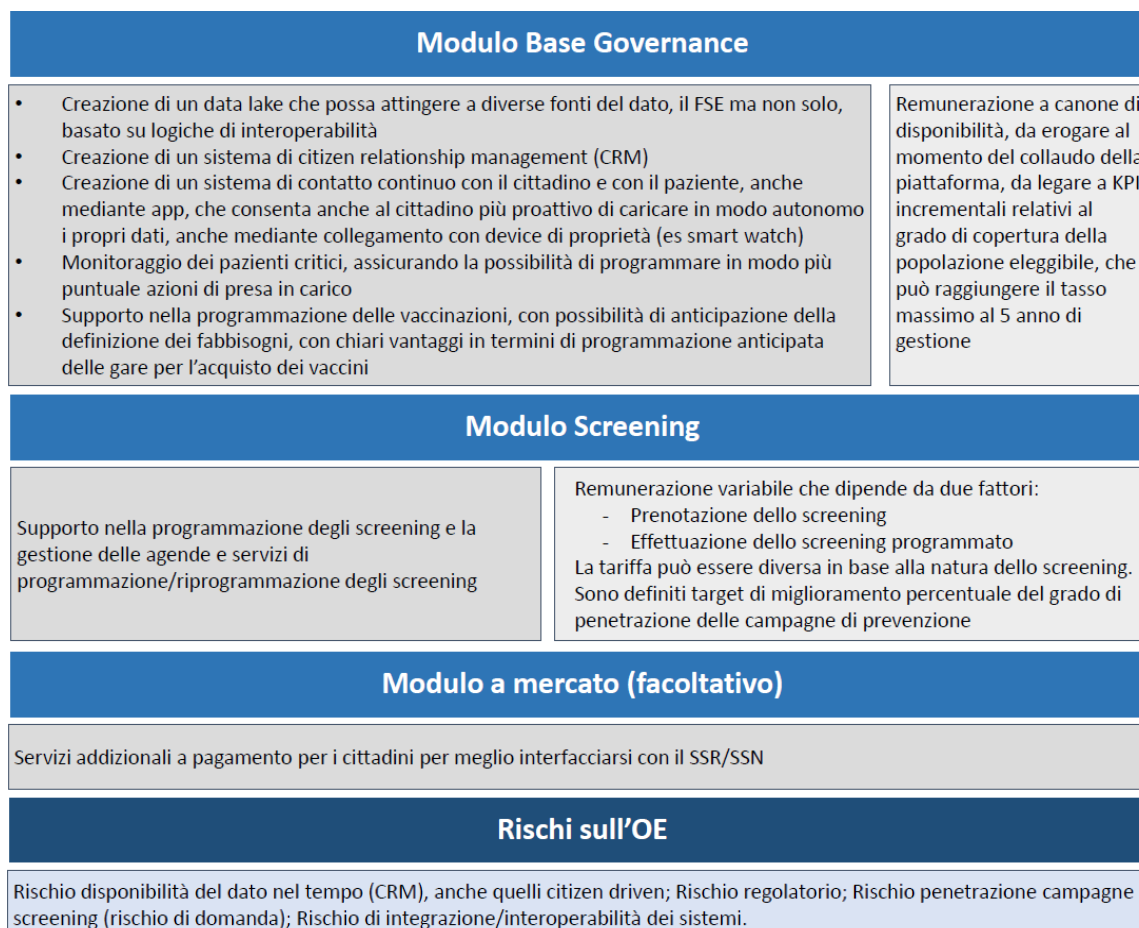 Modulo Base Governance
• Creazione di un data lake che possa attingere a diverse fonti del dato, il FSE ma non solo,
basato su logiche di interoperabilità
• Creazione di un sistema di citizen relationship management (CRM)
• Creazione di un sistema di contatto continuo con il cittadino e con il paziente, anche
mediante app, che consenta anche al cittadino più proattivo di caricare in modo autonomo
i propri dati, anche mediante collegamento con device di proprietà (es smart watch)
• Monitoraggio dei pazienti critici, assicurando la possibilità di programmare in modo più
puntuale azioni di presa in carico
• Supporto nella programmazione delle vaccinazioni, con possibilità di anticipazione della
definizione dei fabbisogni, con chiari vantaggi in termini di programmazione anticipata
delle gare per l’acquisto dei vaccini
Remunerazione a canone di
disponibilità, da erogare al
momento del collaudo della
piattaforma, da legare a KPI
incrementali relativi al
grado di copertura della
popolazione eleggibile, che
può raggiungere il tasso
massimo al 5 anno di
gestione
Modulo Screening
Supporto nella programmazione degli screening e la
gestione delle agende e servizi di
programmazione/riprogrammazione degli screening
Remunerazione variabile che dipende da due fattori:
- Prenotazione dello screening
- Effettuazione dello screening programmato
La tariffa può essere diversa in base alla natura dello screening.
Sono definiti target di miglioramento percentuale del grado di
penetrazione delle campagne di prevenzione
Modulo a mercato (facoltativo)
Servizi addizionali a pagamento per i cittadini per meglio interfacciarsi con il SSR/SSN
Rischi sull’OE
Rischio disponibilità del dato nel tempo (CRM), anche quelli citizen driven; Rischio regolatorio; Rischio penetrazione campagne
screening (rischio di domanda); Rischio di integrazione/interoperabilità dei sistemi.